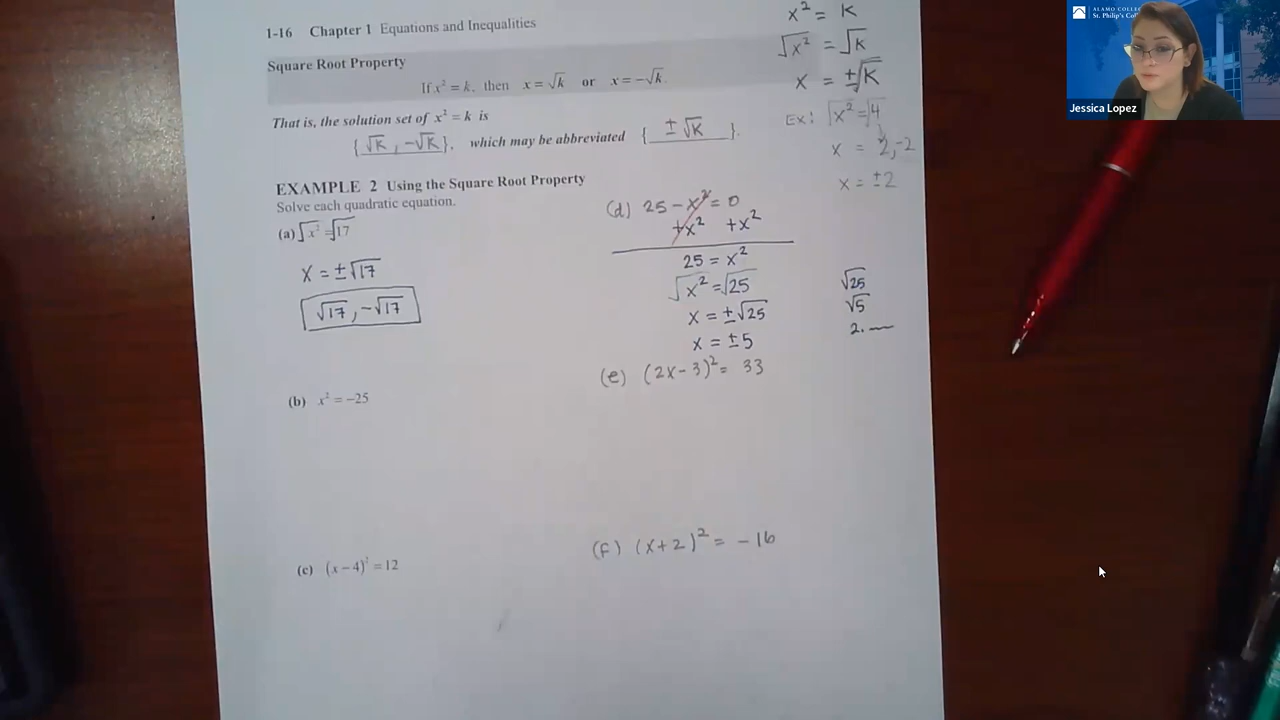 1-16 Chapter 1 Equations and Inequalities
Square Root Property
If x² = k, then x = √k or x = −√k.
That is, the solution set of x² = k is
{√K, −√K}, which may be abbreviated {±√K}.
EXAMPLE 2 Using the Square Root Property
Solve each quadratic equation.
(a) √x² = √17
x = ±√17
√17, −√17
(b) x² = −25
(c) (x − 4)² = 12
(d) 25 − x² = 0
+x² +x²
25 = x²
√x² = √25
x = ±√25
x = ±5
(e) (2x − 3)² = 33
(F) (x + 2)² = −16
x² = K
√x² = √K
x = ±√K
Ex: √x² = √4
x = 2, −2
x = ±2
√25
√5
2.
ALAMO COLLEG
St. Philip's Col
Jessica Lopez